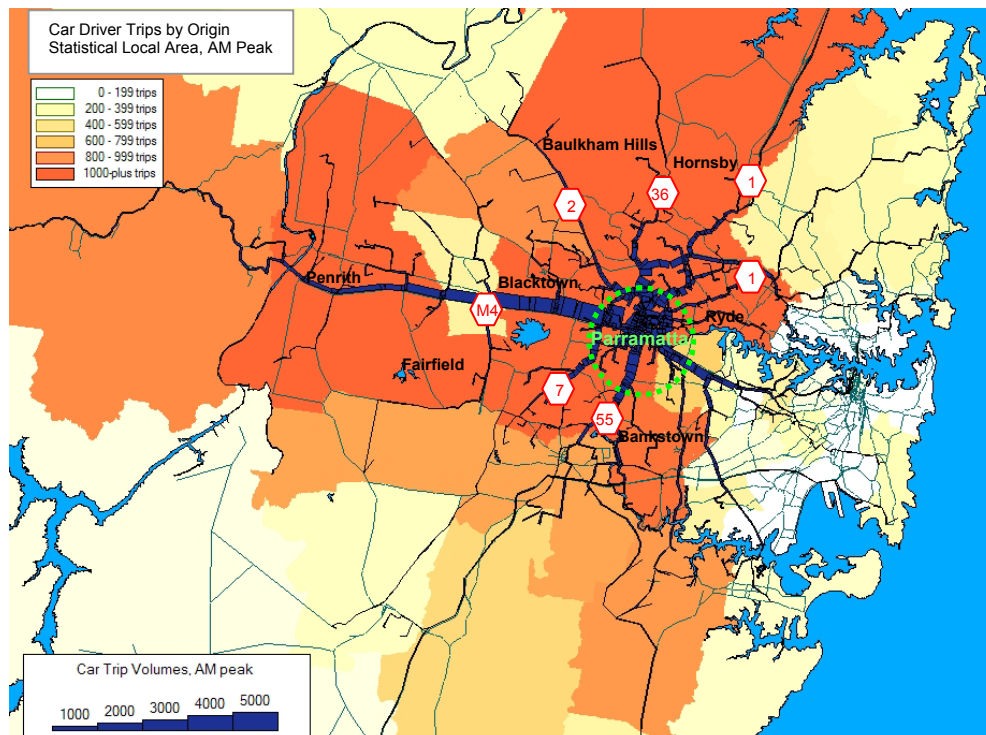 Car Driver Trips by Origin
Statistical Local Area, AM Peak
0 - 199 trips
200 - 399 trips
400 - 599 trips
600 - 799 trips
800 - 999 trips
1000-plus trips
Baulkham Hills
Hornsby
2
36
1
Penrith
Blacktown
1
M4
Ryde
Parramatta
Fairfield
7
55
Bankstown
Car Trip Volumes, AM peak
1000 2000 3000 4000 5000